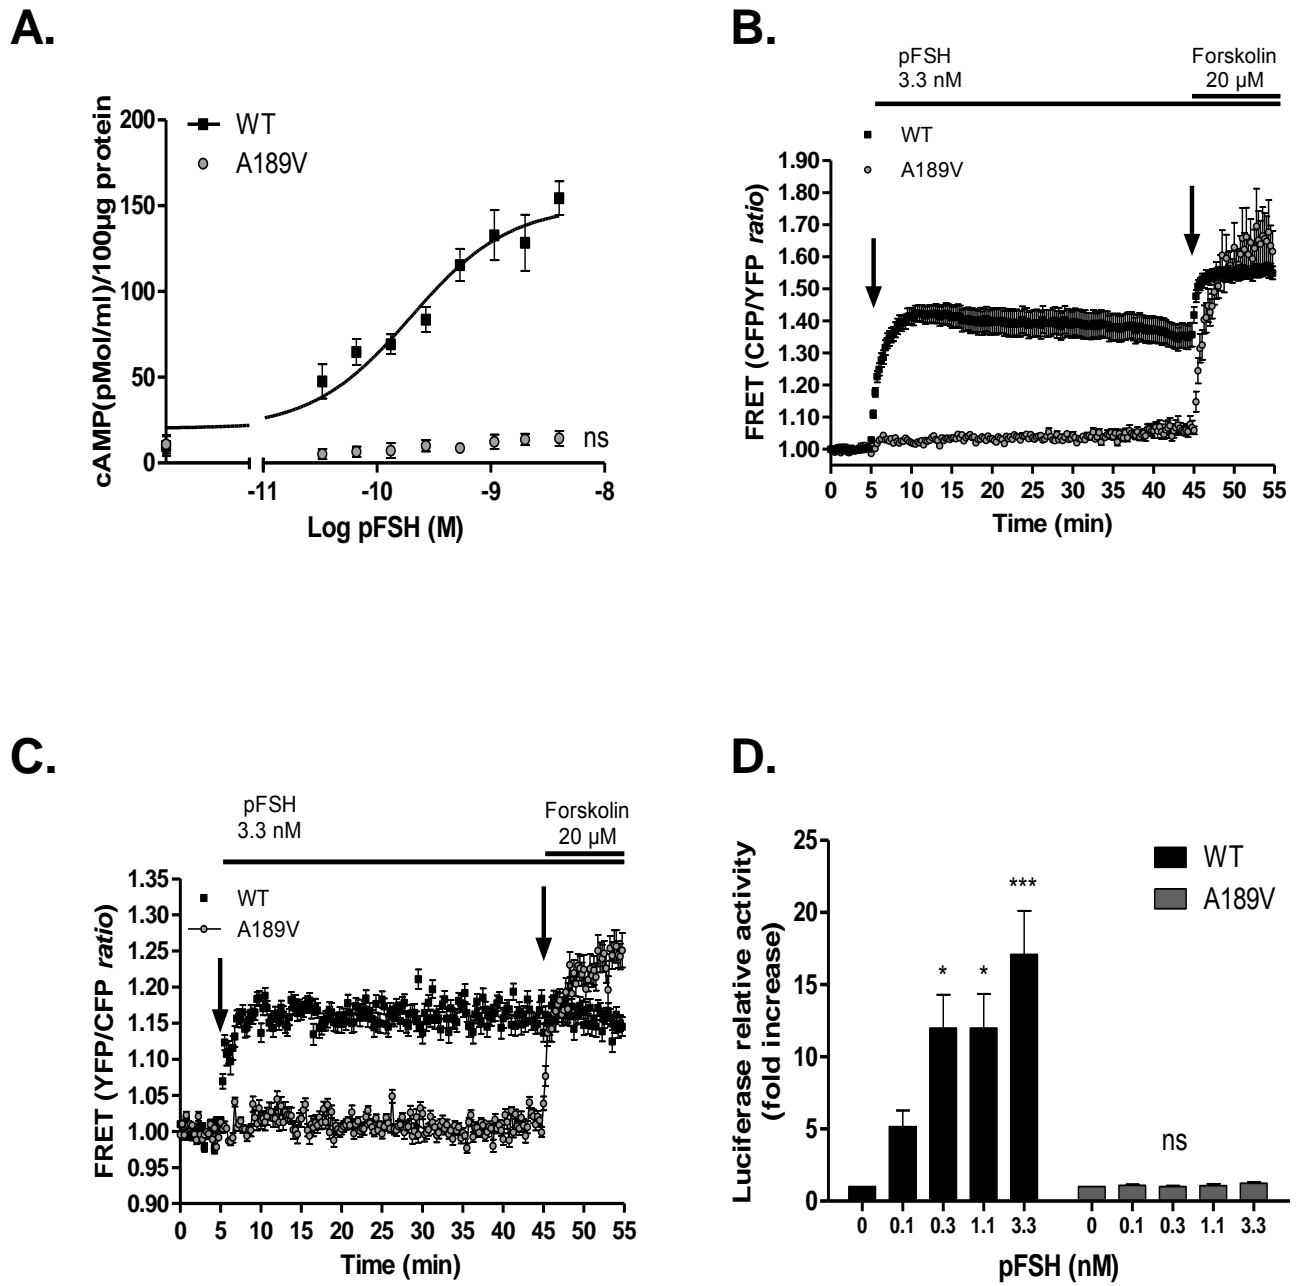 A.
cAMP(pMol/ml)/100µg protein
200
150
100
50
0
WT
A189V
ns
-11
-10
-9
-8
Log pFSH (M)
B.
pFSH
3.3 nM
Forskolin
20 µM
WT
A189V
FRET (CFP/YFP ratio)
1.90
1.80
1.70
1.60
1.50
1.40
1.30
1.20
1.10
1.00
0 5 10 15 20 25 30 35 40 45 50 55
Time (min)
C.
pFSH
3.3 nM
Forskolin
20 µM
WT
A189V
FRET (YFP/CFP ratio)
1.35
1.30
1.25
1.20
1.15
1.10
1.05
1.00
0.95
0.90
0 5 10 15 20 25 30 35 40 45 50 55
Time (min)
D.
Luciferase relative activity
(fold increase)
25
20
15
10
5
0
WT
A189V
* * ***
ns
0 0.1 0.3 1.1 3.3 0 0.1 0.3 1.1 3.3
pFSH (nM)